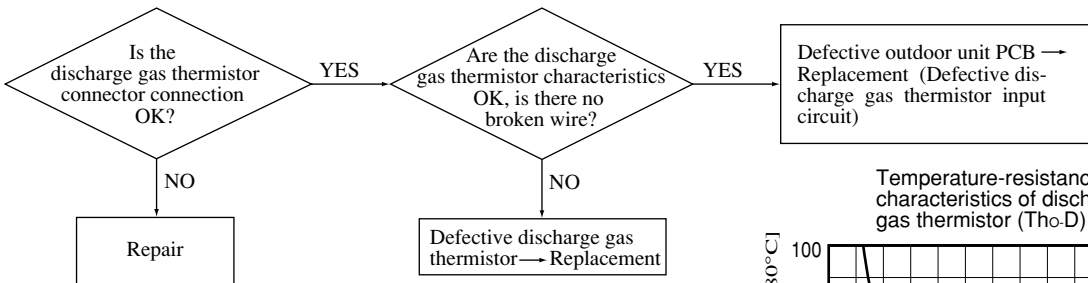 Is the
discharge gas thermistor
connector connection
OK?
YES
Are the discharge
gas thermistor characteristics
OK, is there no
broken wire?
YES
Defective outdoor unit PCB →
Replacement (Defective dis-
charge gas thermistor input
circuit)
NO
Repair
NO
Defective discharge gas
thermistor → Replacement
Temperature-resistanc
characteristics of disch
gas thermistor (Tho-D)
80°C]
100